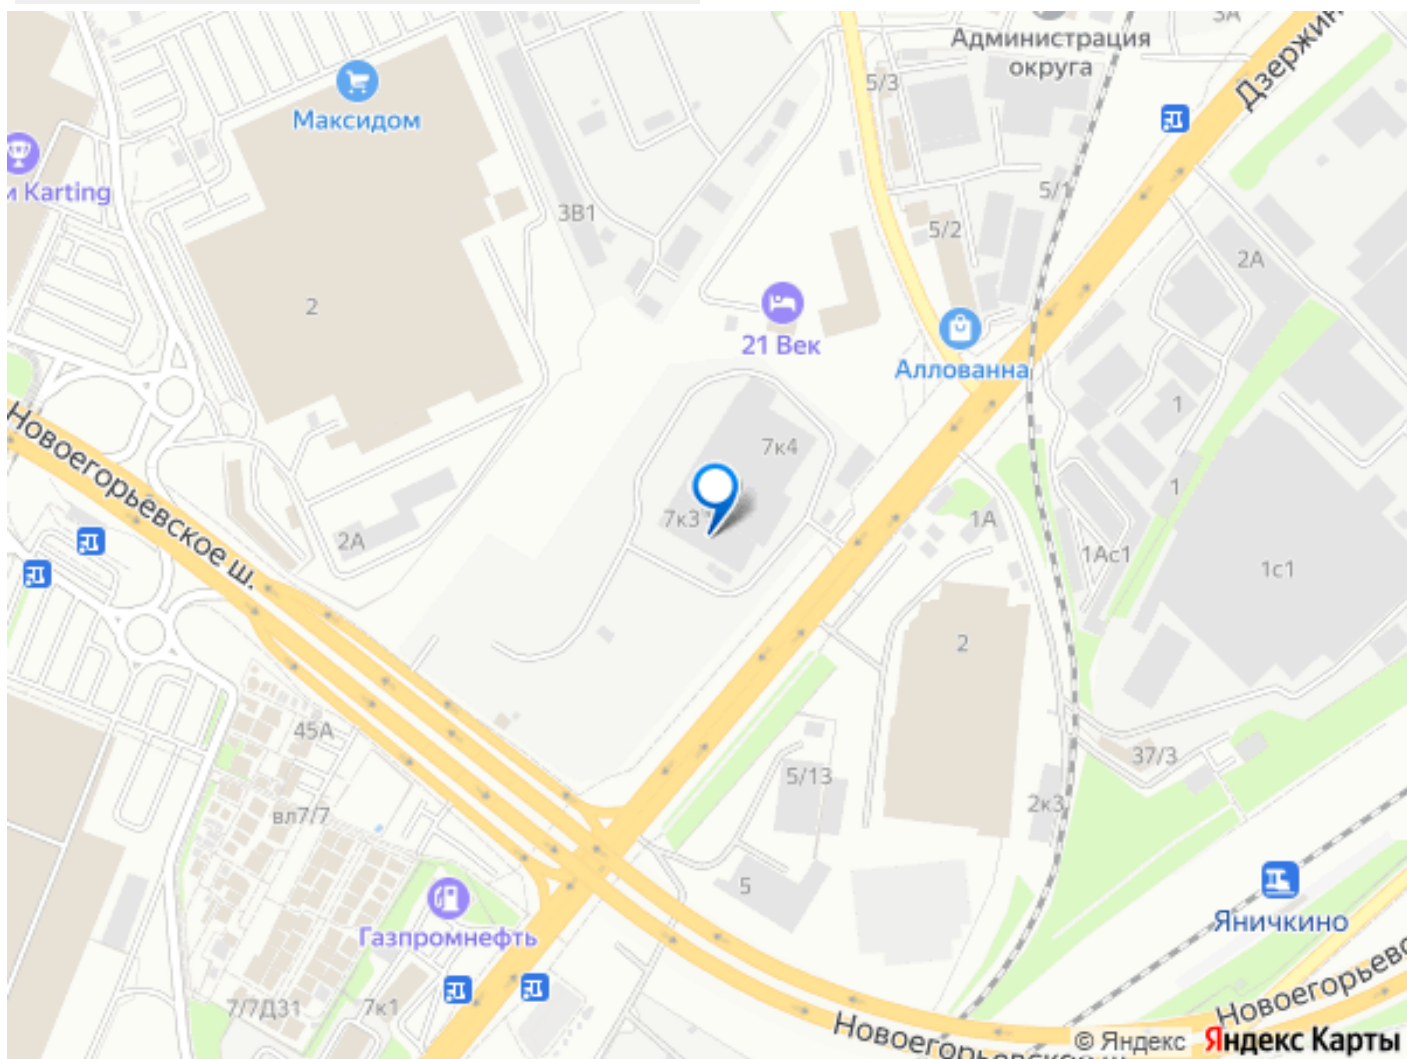 3А
Администрация
округа
5/3
Дзержин
Максидом
и Karting
5/1
3В1
5/2
2А
2
21 Век
Аллованна
1
Новоегорьевское ш.
7к4
1
7к3
1А
2А
1Ас1
1с1
2
45А
37/3
5/13
2к3
вл7/7
5
Яничкино
Газпромнефть
7/7Д31
7к1
Новоегорьевс
Новоегорьевское ш.
© Яндекс Яндекс Карты